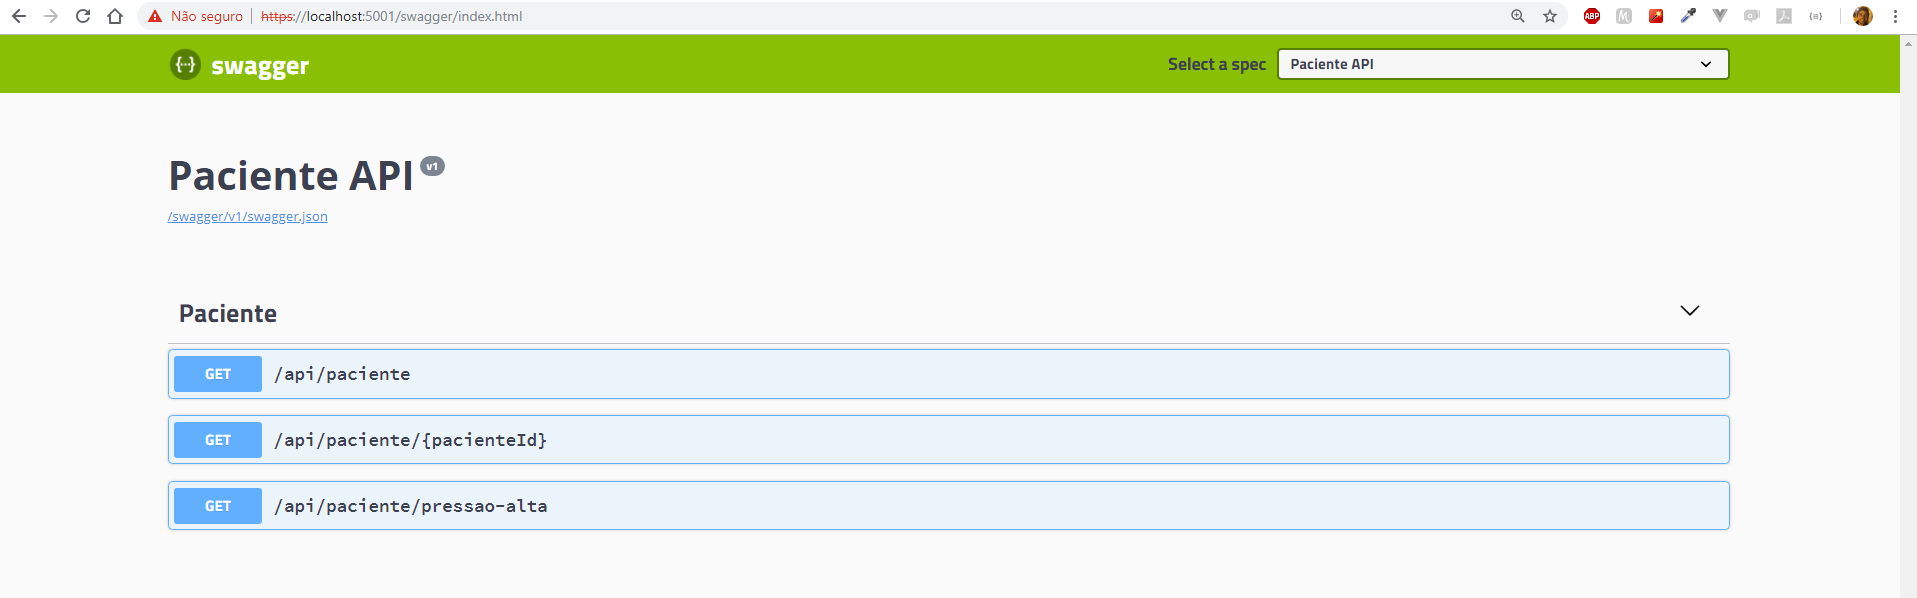 Não seguro https://localhost:5001/swagger/index.html
ABP
M
{≡}
{···} swagger Select a spec Paciente API
Paciente API v1
/swagger/v1/swagger.json
Paciente
GET /api/paciente
GET /api/paciente/{pacienteId}
GET /api/paciente/pressao-alta